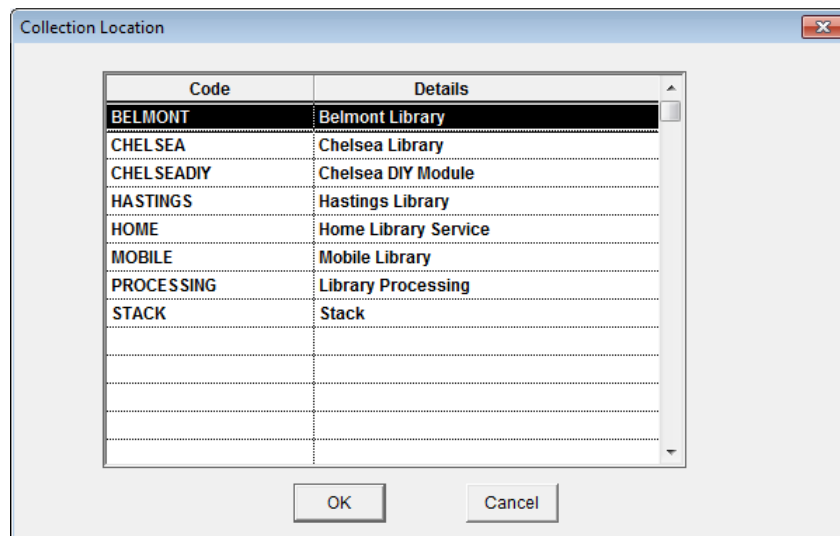 Collection Location
Code Details
BELMONT Belmont Library
CHELSEA Chelsea Library
CHELSEADIY Chelsea DIY Module
HASTINGS Hastings Library
HOME Home Library Service
MOBILE Mobile Library
PROCESSING Library Processing
STACK Stack
OK Cancel